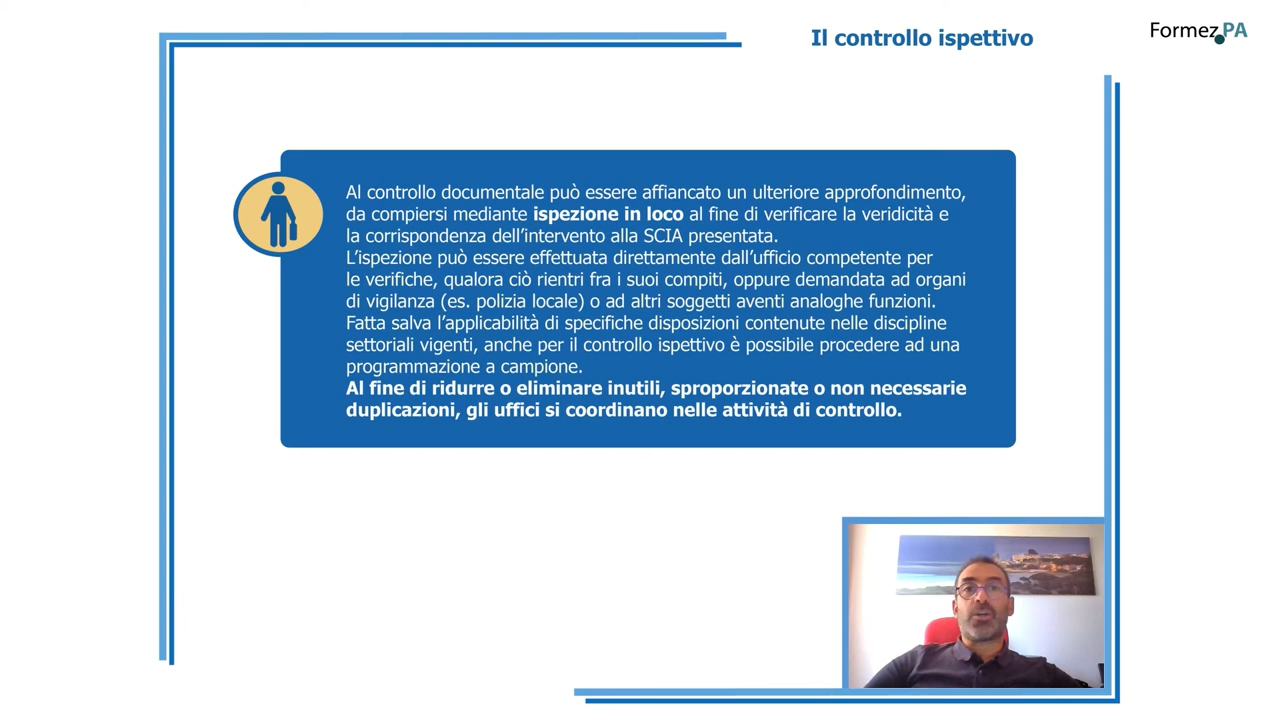 Il controllo ispettivo
Formez.PA
Al controllo documentale può essere affiancato un ulteriore approfondimento,
da compiersi mediante ispezione in loco al fine di verificare la veridicità e
la corrispondenza dell’intervento alla SCIA presentata.
L’ispezione può essere effettuata direttamente dall’ufficio competente per
le verifiche, qualora ciò rientri fra i suoi compiti, oppure demandata ad organi
di vigilanza (es. polizia locale) o ad altri soggetti aventi analoghe funzioni.
Fatta salva l’applicabilità di specifiche disposizioni contenute nelle discipline
settoriali vigenti, anche per il controllo ispettivo è possibile procedere ad una
programmazione a campione.
Al fine di ridurre o eliminare inutili, sproporzionate o non necessarie
duplicazioni, gli uffici si coordinano nelle attività di controllo.